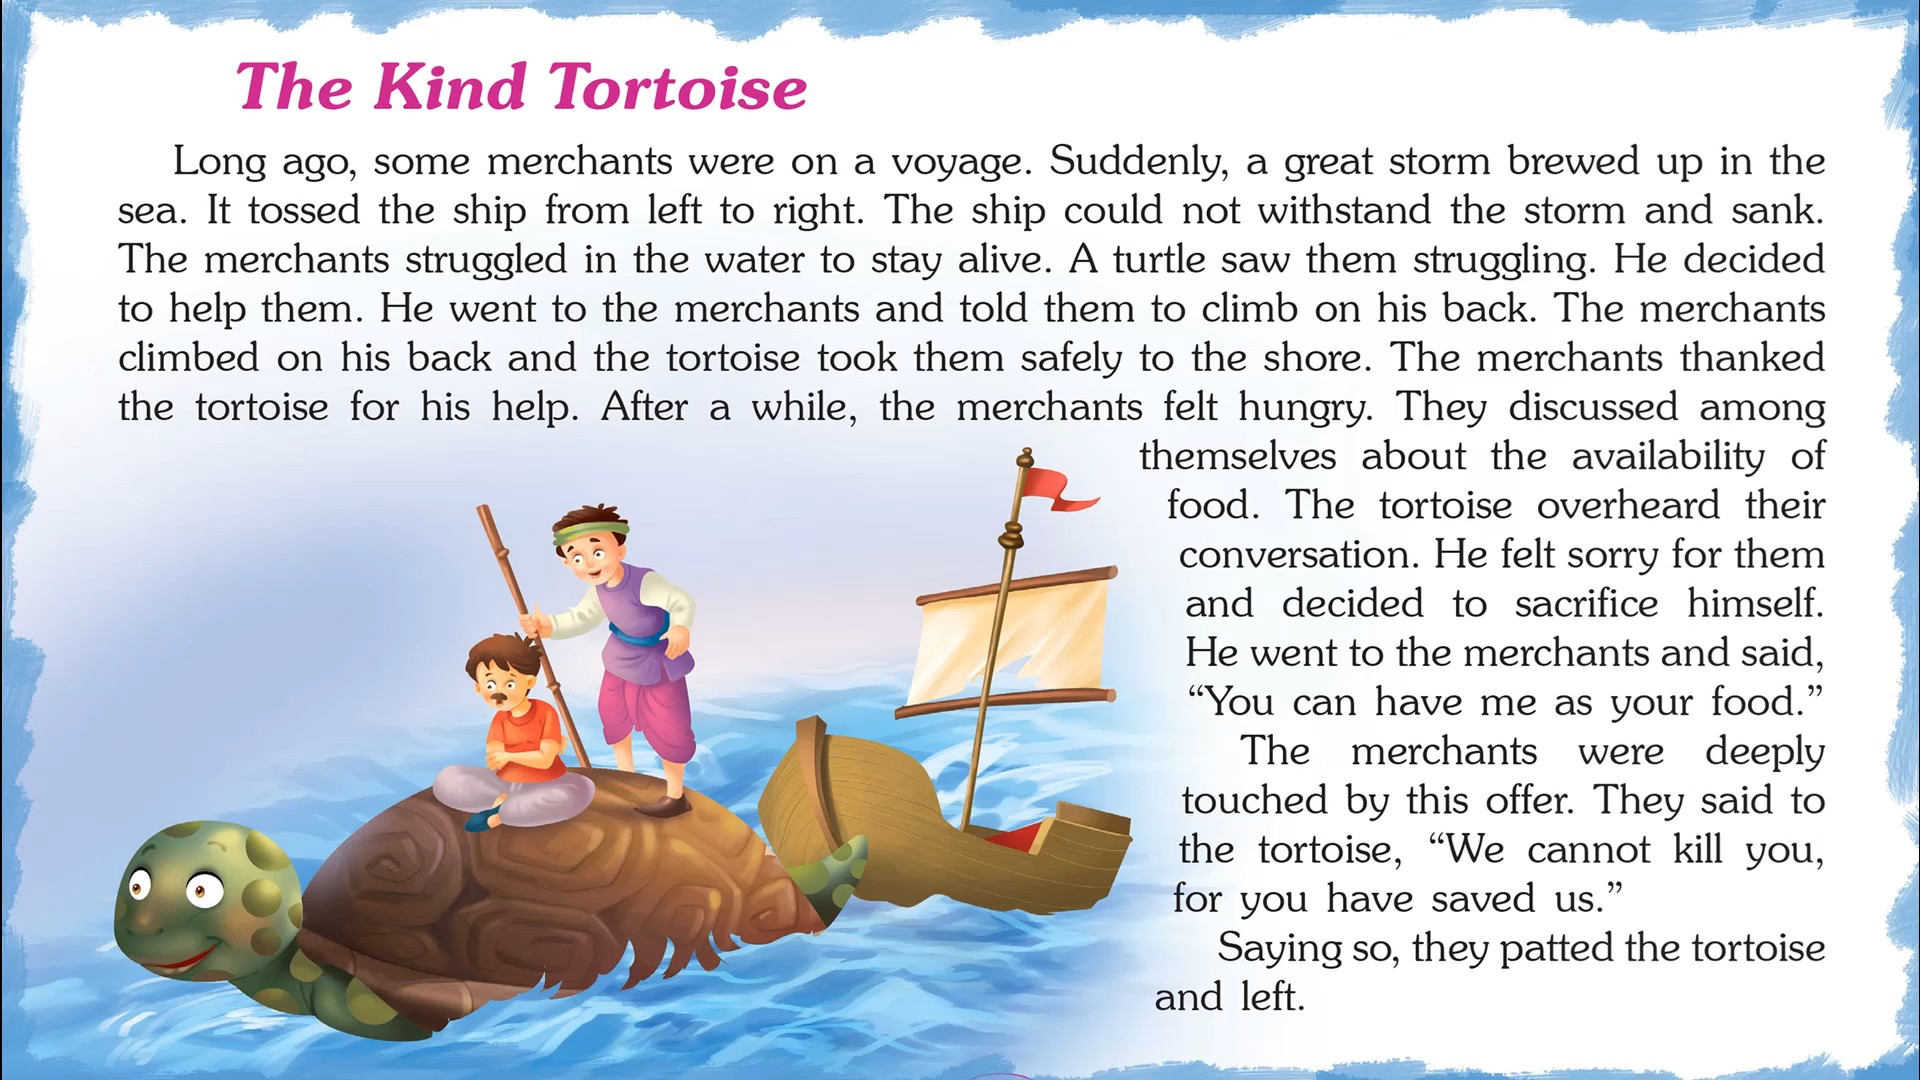 The Kind Tortoise
Long ago, some merchants were on a voyage. Suddenly, a great storm brewed up in the
sea. It tossed the ship from left to right. The ship could not withstand the storm and sank.
The merchants struggled in the water to stay alive. A turtle saw them struggling. He decided
to help them. He went to the merchants and told them to climb on his back. The merchants
climbed on his back and the tortoise took them safely to the shore. The merchants thanked
the tortoise for his help. After a while, the merchants felt hungry. They discussed among
themselves about the availability of
food. The tortoise overheard their
conversation. He felt sorry for them
and decided to sacrifice himself.
He went to the merchants and said,
“You can have me as your food.”
The merchants were deeply
touched by this offer. They said to
the tortoise, “We cannot kill you,
for you have saved us.”
Saying so, they patted the tortoise
and left.